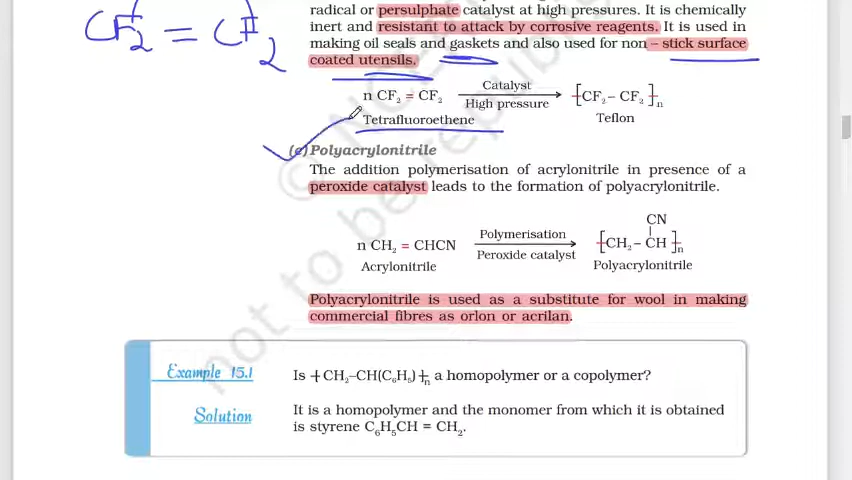 radical or persulphate catalyst at high pressures. It is chemically
inert and resistant to attack by corrosive reagents. It is used in
making oil seals and gaskets and also used for non – stick surface
coated utensils.
CF₂ = CF₂
n CF₂ = CF₂ Catalyst High pressure [CF₂ – CF₂]ₙ
Tetrafluoroethene Teflon
(c) Polyacrylonitrile
The addition polymerisation of acrylonitrile in presence of a
peroxide catalyst leads to the formation of polyacrylonitrile.
CN
n CH₂ = CHCN Polymerisation Peroxide catalyst [CH₂ – CH]ₙ
Acrylonitrile Polyacrylonitrile
Polyacrylonitrile is used as a substitute for wool in making
commercial fibres as orlon or acrilan.
Example 15.1 Is [CH₂–CH(C₆H₅)]ₙ a homopolymer or a copolymer?
Solution It is a homopolymer and the monomer from which it is obtained
is styrene C₆H₅CH = CH₂.
not to be republ